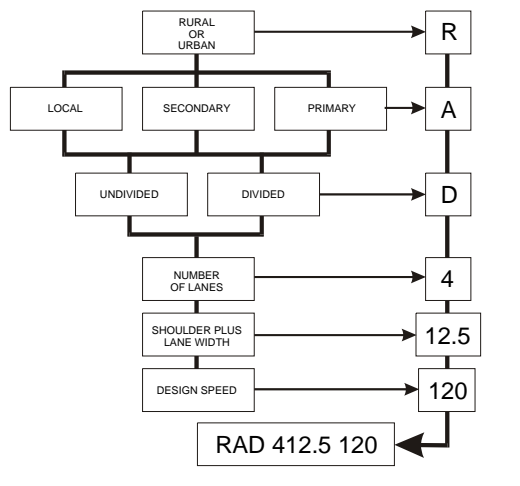 RURAL
OR
URBAN
R
LOCAL
SECONDARY
PRIMARY
A
UNDIVIDED
DIVIDED
D
NUMBER
OF LANES
4
SHOULDER PLUS
LANE WIDTH
12.5
DESIGN SPEED
120
RAD 412.5 120